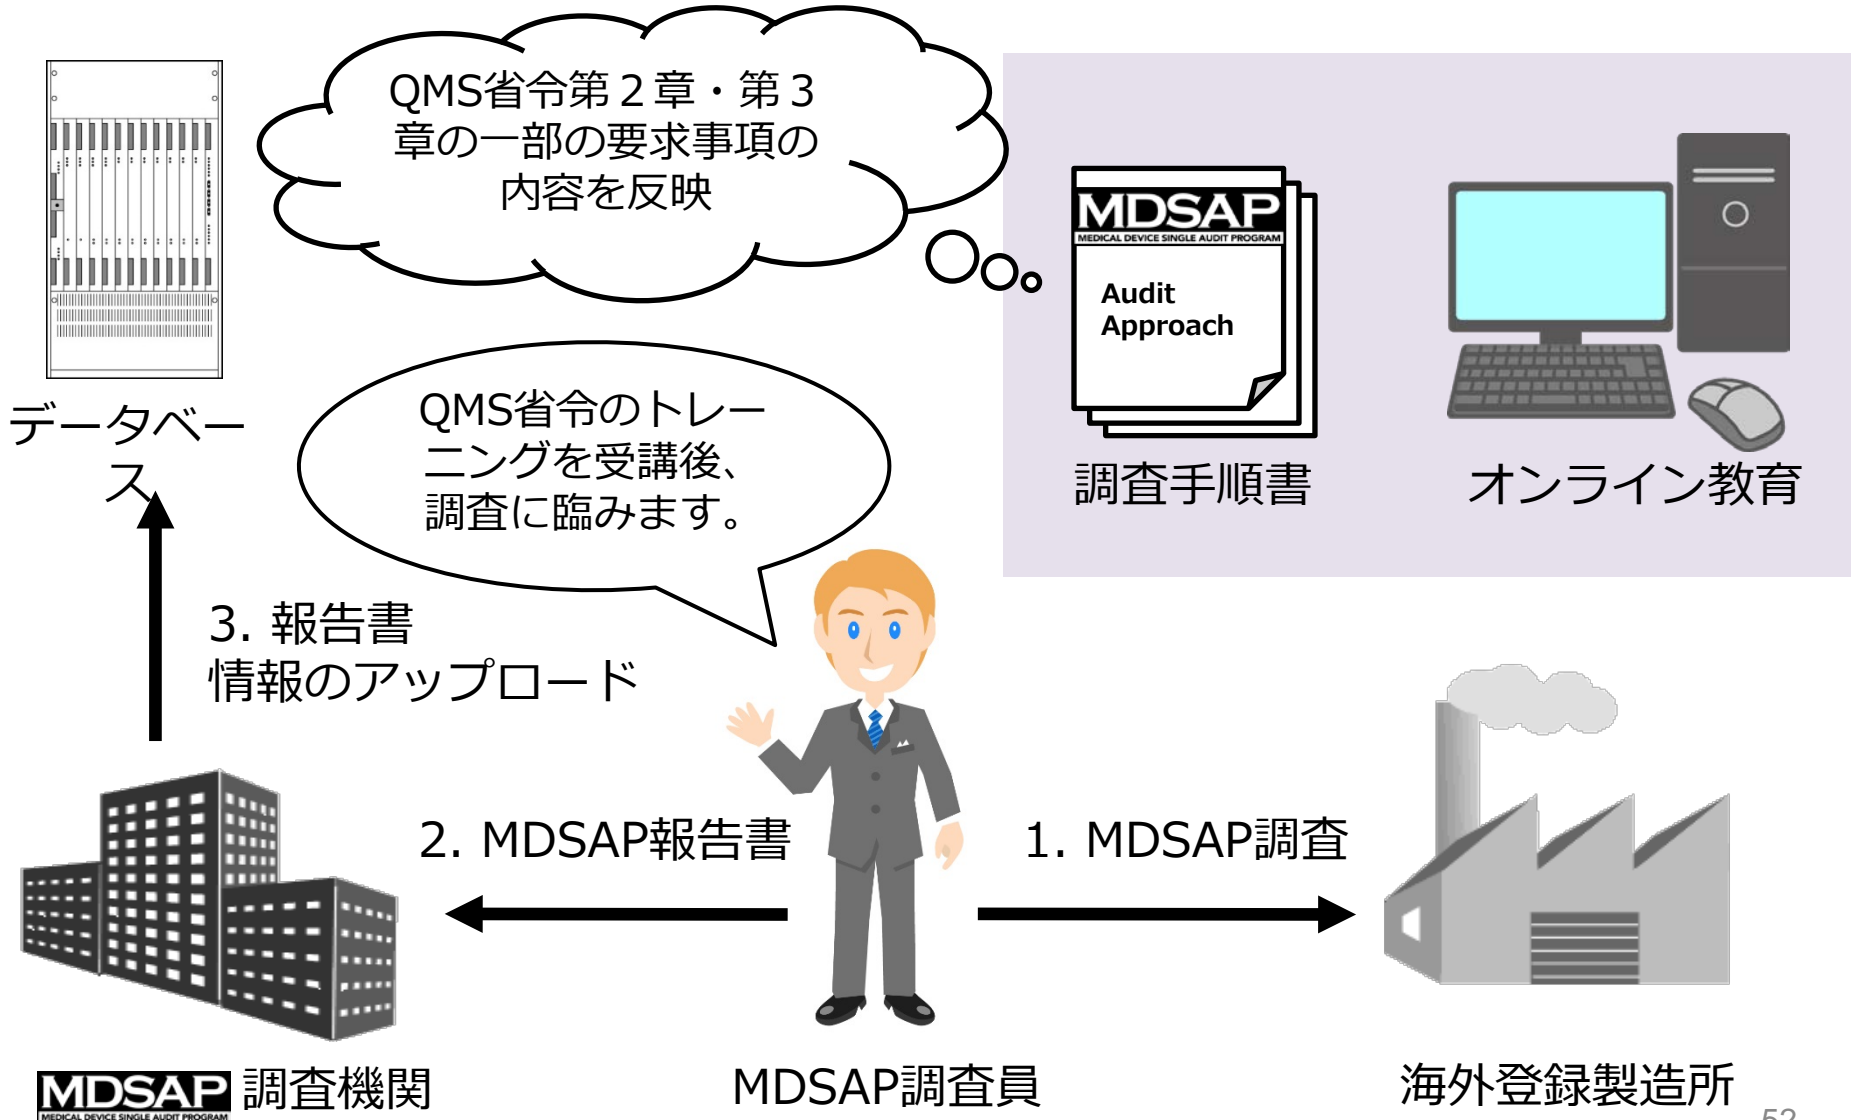 QMS省令第２章・第３
章の一部の要求事項の
内容を反映
MDSAP
MEDICAL DEVICE SINGLE AUDIT PROGRAM
Audit
Approach
データベー
ス
QMS省令のトレー
ニングを受講後、
調査に臨みます。
調査手順書
オンライン教育
3. 報告書
情報のアップロード
2. MDSAP報告書
1. MDSAP調査
MDSAP 調査機関
MEDICAL DEVICE SINGLE AUDIT PROGRAM
MDSAP調査員
海外登録製造所
52